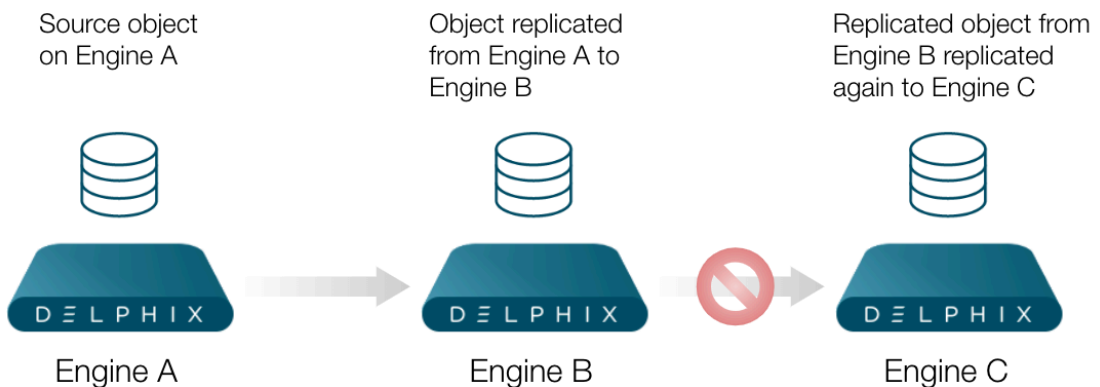 Source object
on Engine A
Object replicated
from Engine A to
Engine B
Replicated object from
Engine B replicated
again to Engine C
DELPHIX
DELPHIX
DELPHIX
Engine A
Engine B
Engine C